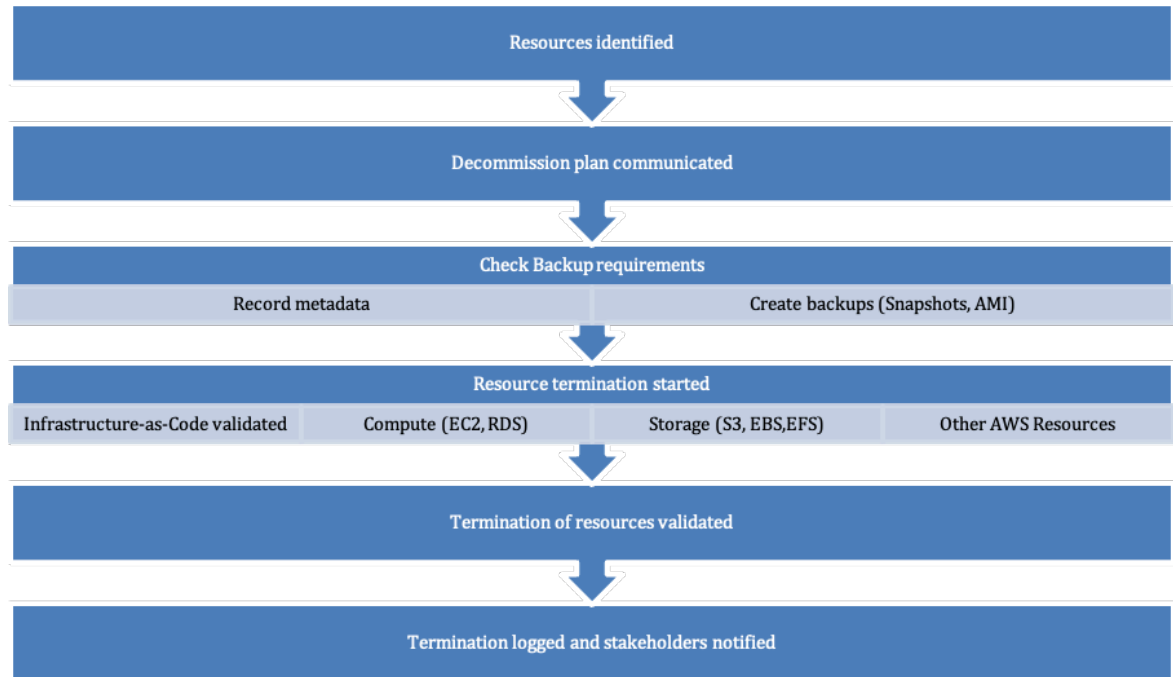 Resources identified
Decommission plan communicated
Check Backup requirements
Record metadata
Create backups (Snapshots, AMI)
Resource termination started
Infrastructure-as-Code validated
Compute (EC2, RDS)
Storage (S3, EBS,EFS)
Other AWS Resources
Termination of resources validated
Termination logged and stakeholders notified